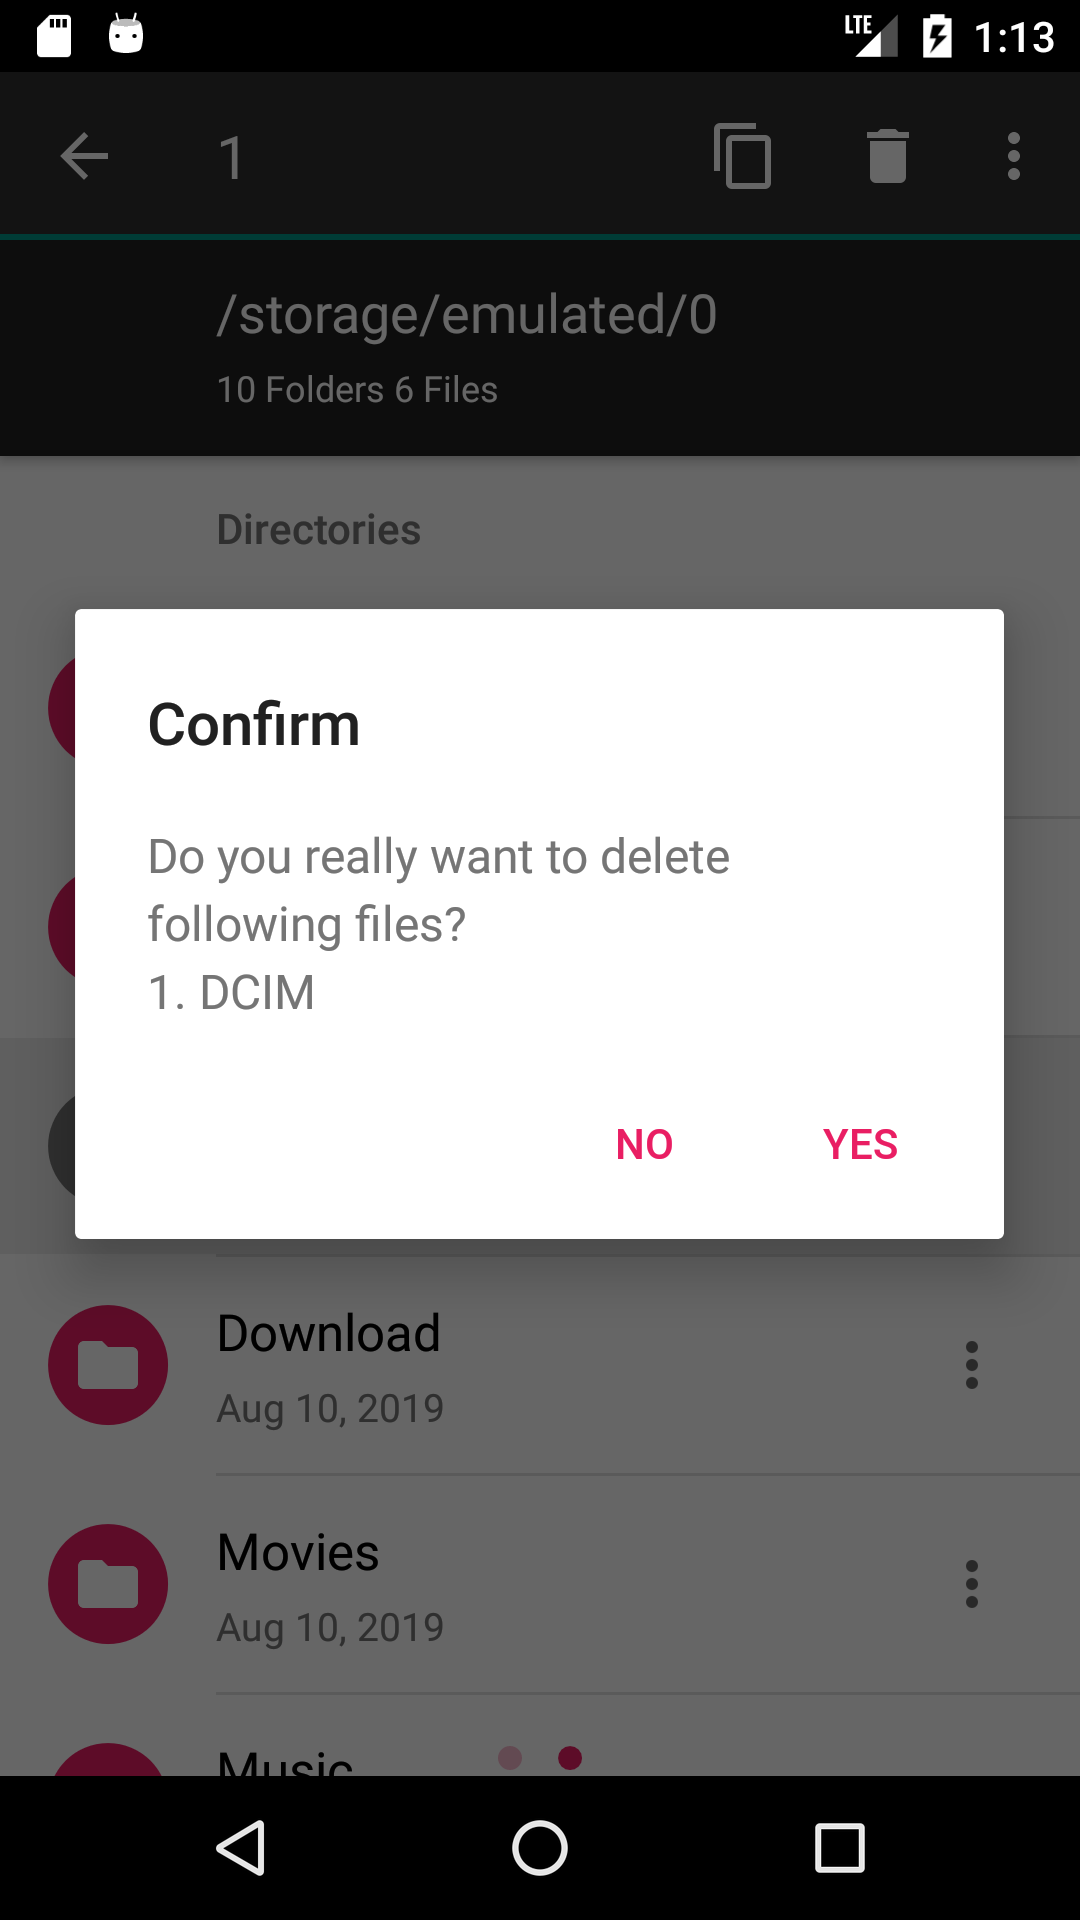 LTE 1:13
1
/storage/emulated/0
10 Folders 6 Files
Directories
Confirm
Do you really want to delete
following files?
1. DCIM
NO YES
Download
Aug 10, 2019
Movies
Aug 10, 2019
Music